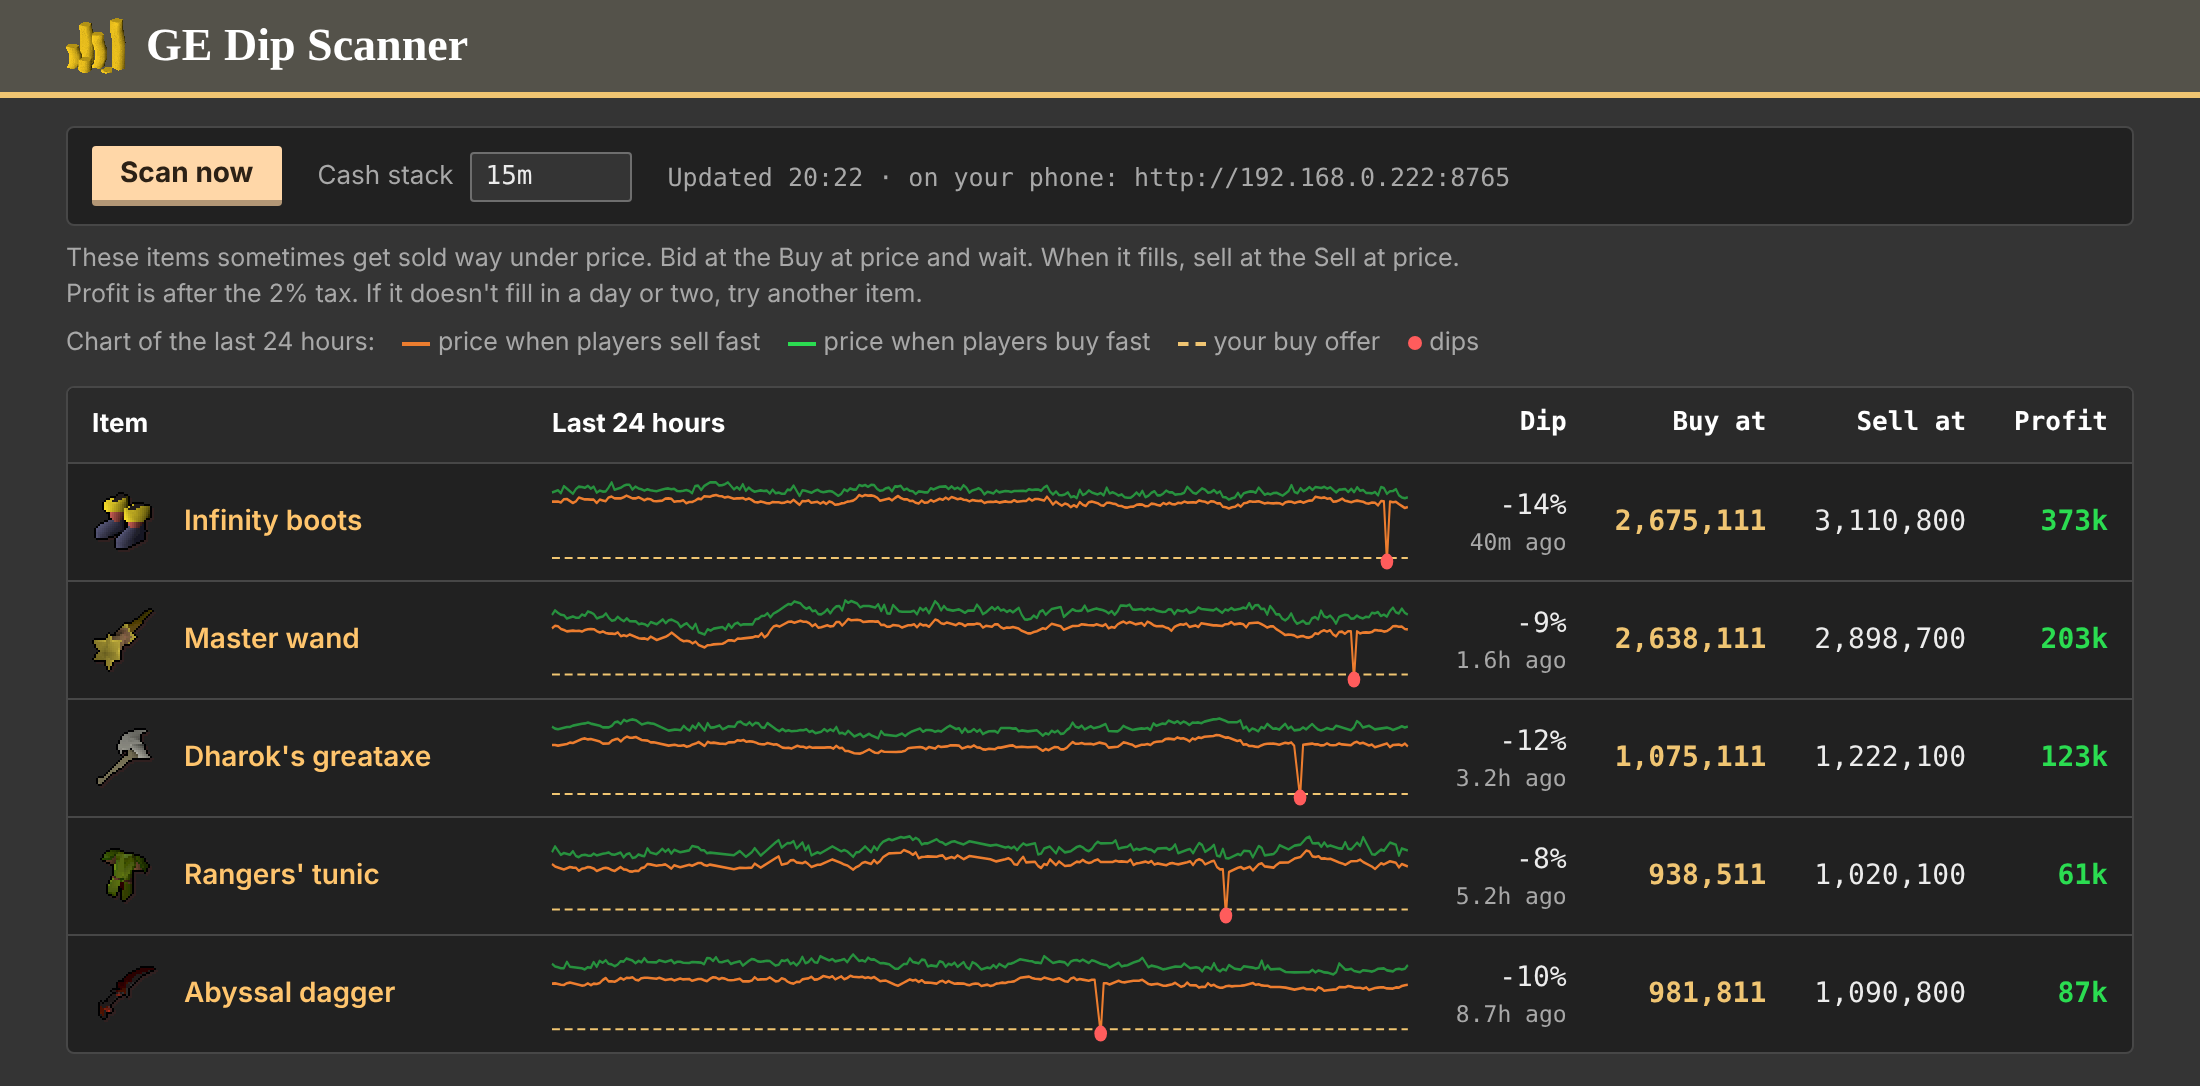 GE Dip Scanner
Scan now Cash stack 15m Updated 20:22 · on your phone: http://192.168.0.222:8765
These items sometimes get sold way under price. Bid at the Buy at price and wait. When it fills, sell at the Sell at price.
Profit is after the 2% tax. If it doesn't fill in a day or two, try another item.
Chart of the last 24 hours: price when players sell fast price when players buy fast your buy offer dips
Item Last 24 hours Dip Buy at Sell at Profit
Infinity boots -14% 2,675,111 3,110,800 373k
40m ago
Master wand -9% 2,638,111 2,898,700 203k
1.6h ago
Dharok's greataxe -12% 1,075,111 1,222,100 123k
3.2h ago
Rangers' tunic -8% 938,511 1,020,100 61k
5.2h ago
Abyssal dagger -10% 981,811 1,090,800 87k
8.7h ago